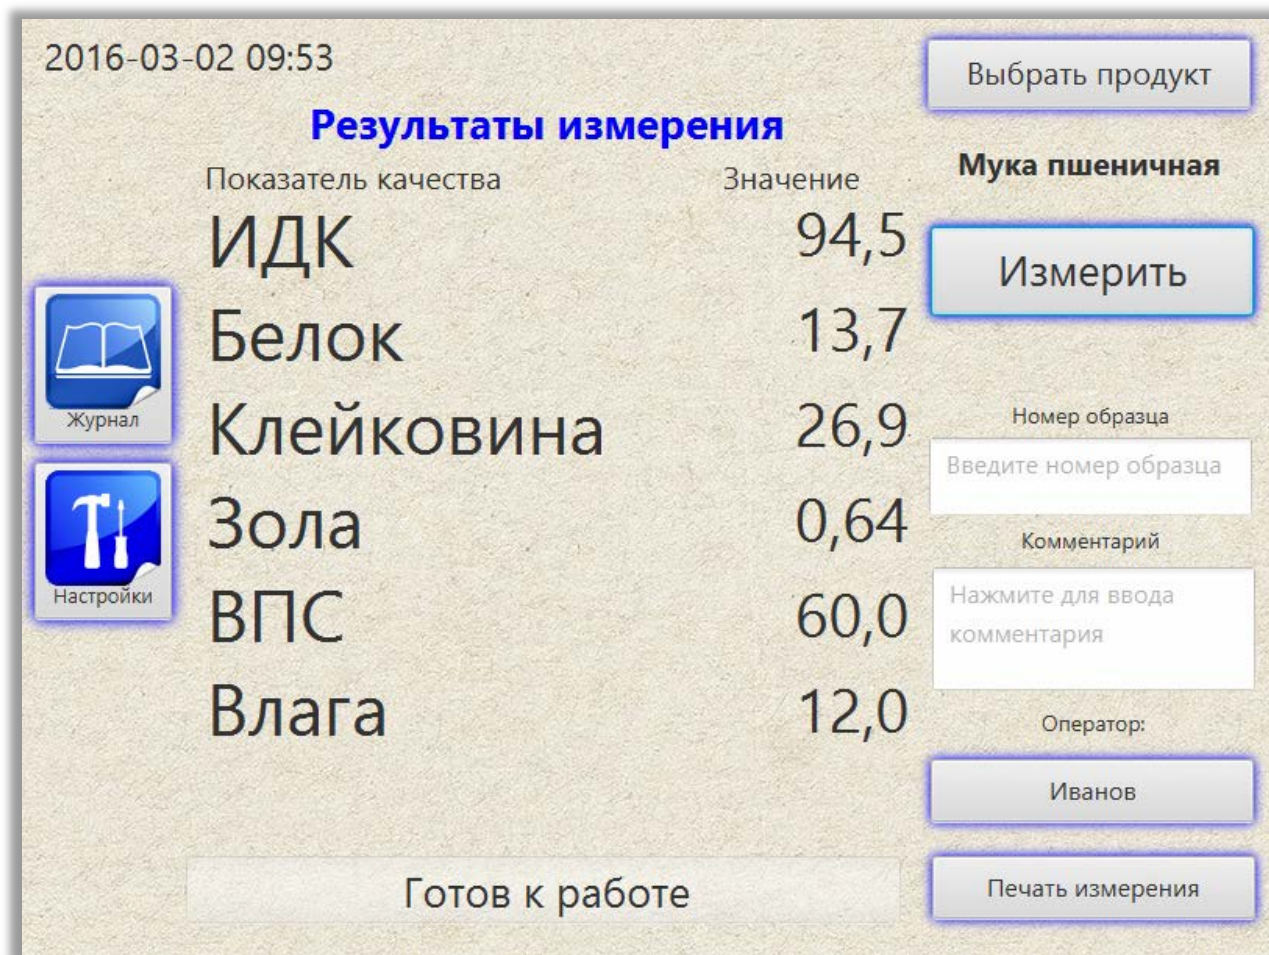 2016-03-02 09:53
Выбрать продукт
Результаты измерения
Мука пшеничная
Показатель качества Значение
ИДК 94,5
Измерить
Белок 13,7
Журнал
Клейковина 26,9
Номер образца
Введите номер образца
Зола 0,64
Комментарий
Настройки
ВПС 60,0
Нажмите для ввода
комментария
Влага 12,0
Оператор:
Иванов
Готов к работе
Печать измерения